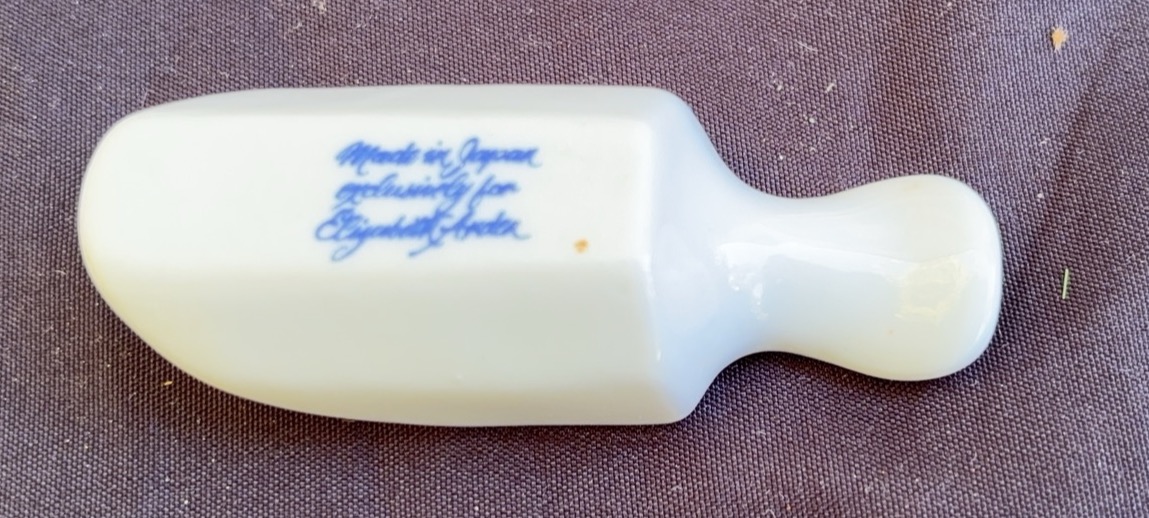 Made in Japan
exclusively for
Elizabeth Arden